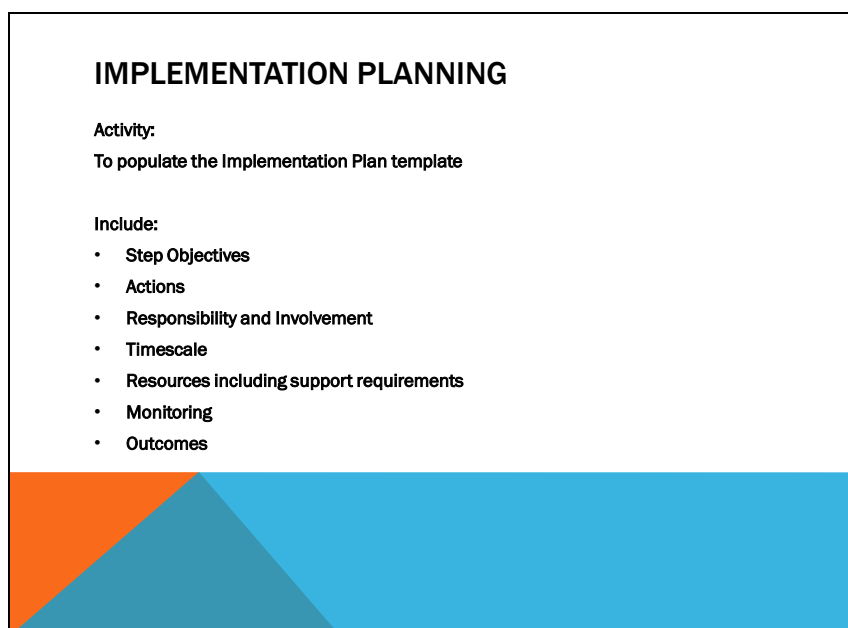 IMPLEMENTATION PLANNING
Activity:
To populate the Implementation Plan template
Include:
• Step Objectives
• Actions
• Responsibility and Involvement
• Timescale
• Resources including support requirements
• Monitoring
• Outcomes